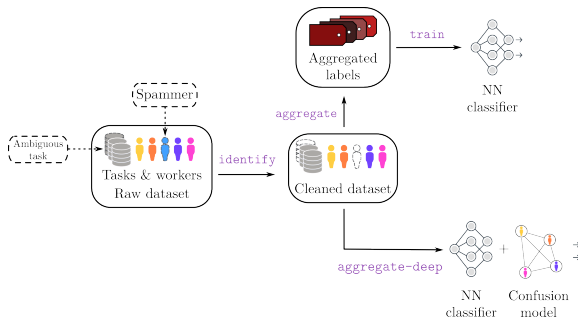 train
Aggregated
labels
NN
classifier
Spammer
aggregate
Ambiguous
task
identify
Tasks & workers
Raw dataset
Cleaned dataset
aggregate-deep
+
NN
classifier
Confusion
model